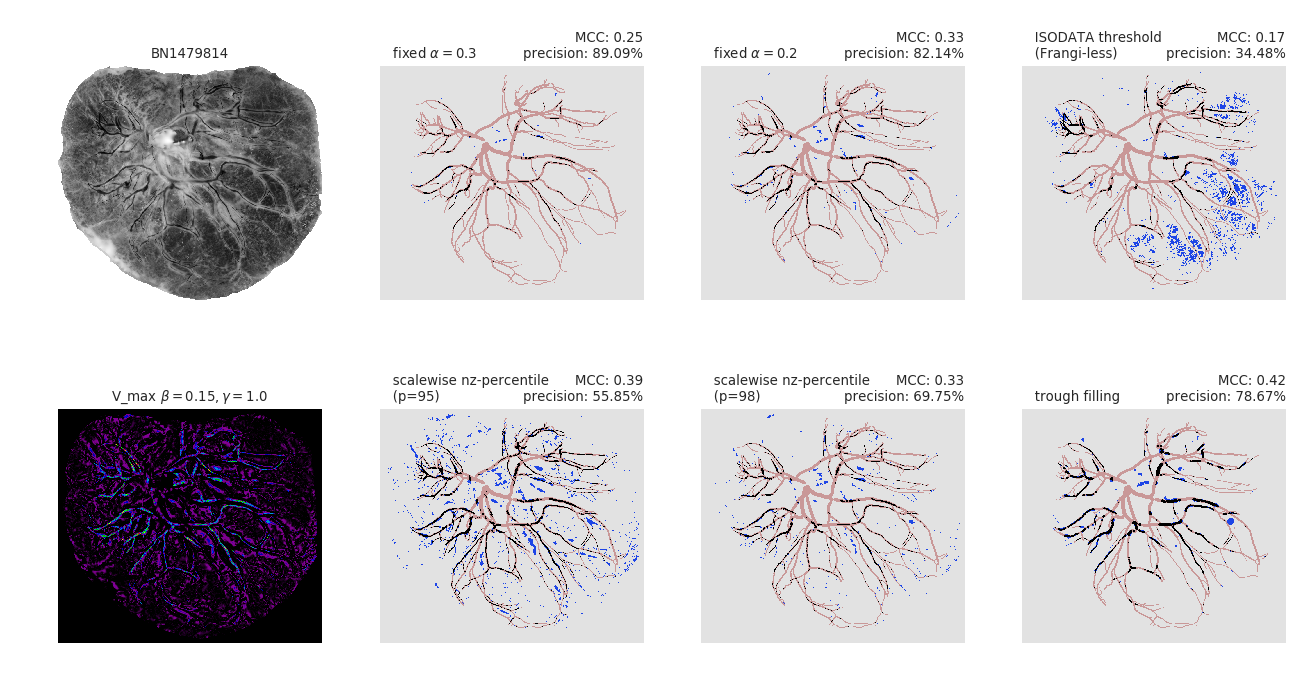 BN1479814
MCC: 0.25
fixed α = 0.3 precision: 89.09%
MCC: 0.33
fixed α = 0.2 precision: 82.14%
ISODATA threshold MCC: 0.17
(Frangi-less) precision: 34.48%
V_max β = 0.15, γ = 1.0
scalewise nz-percentile MCC: 0.39
(p=95) precision: 55.85%
scalewise nz-percentile MCC: 0.33
(p=98) precision: 69.75%
MCC: 0.42
trough filling precision: 78.67%